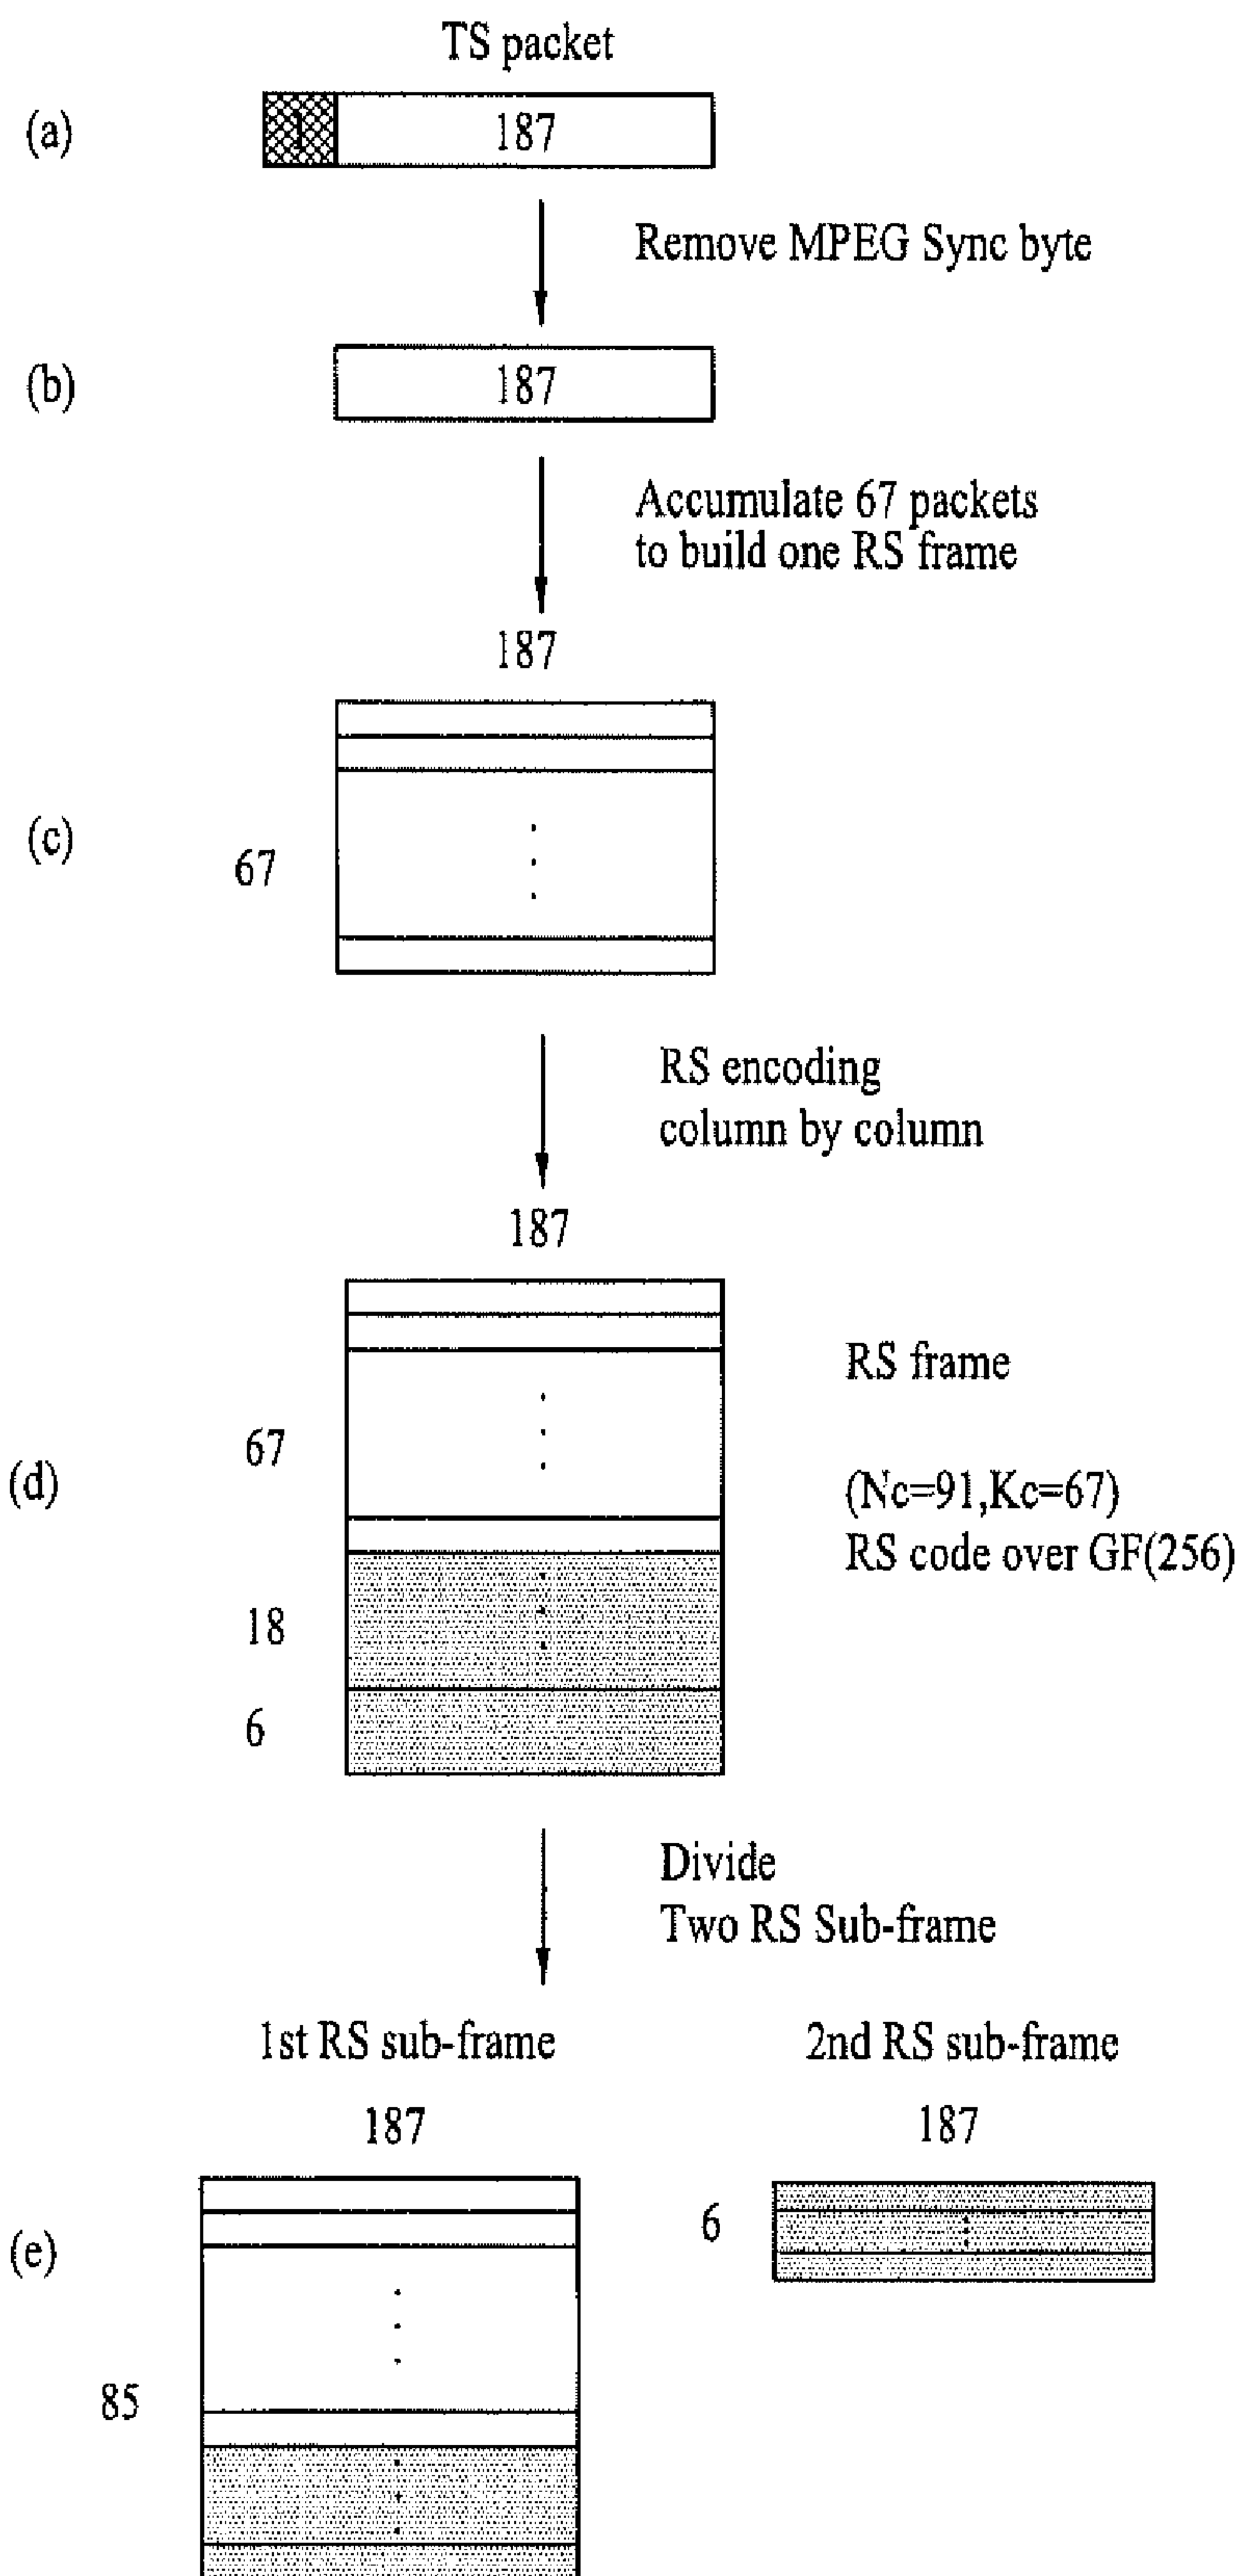 TS packet
(a)
1
187
Remove MPEG Sync byte
(b)
187
Accumulate 67 packets
to build one RS frame
187
(c)
67
RS encoding
column by column
187
RS frame
67
(d)
(Nc=91,Kc=67)
RS code over GF(256)
18
6
Divide
Two RS Sub-frame
1st RS sub-frame
2nd RS sub-frame
187
187
(e)
6
85